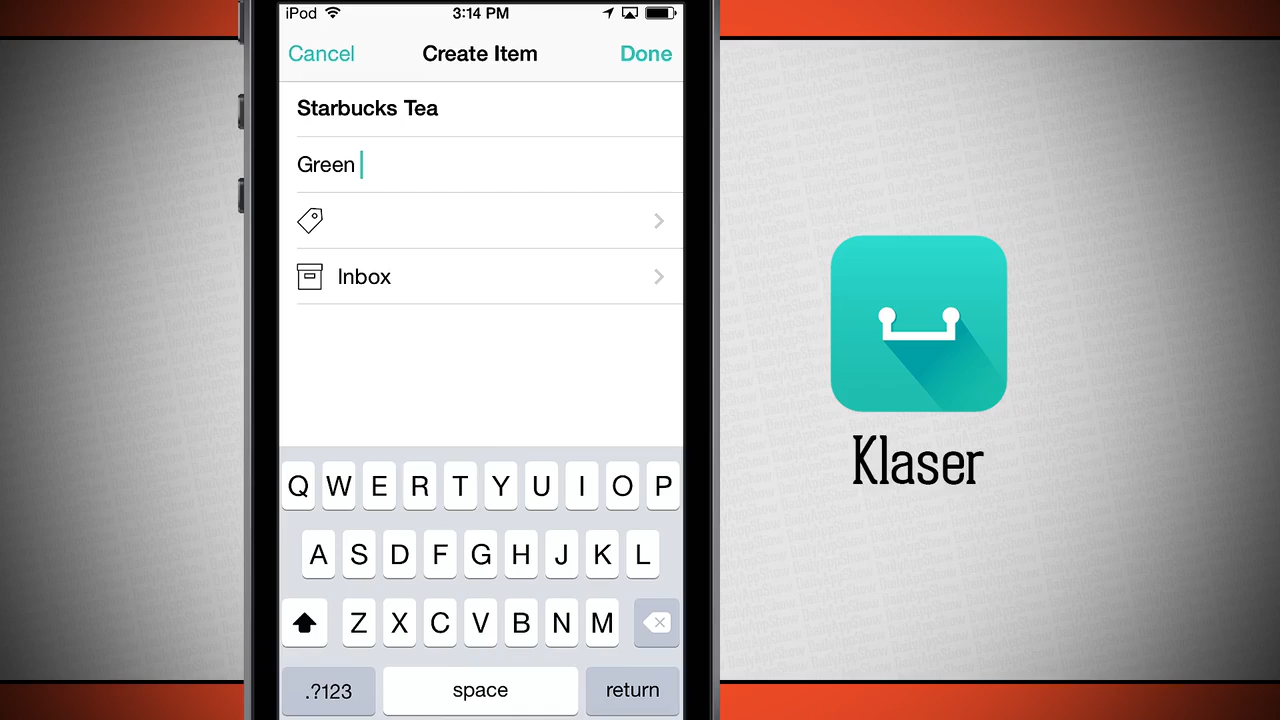 iPod
3:14 PM
Cancel
Create Item
Done
Starbucks Tea
Green
Inbox
Q W E R T Y U I O P
A S D F G H J K L
Z X C V B N M
.?123
space
return
Klaser